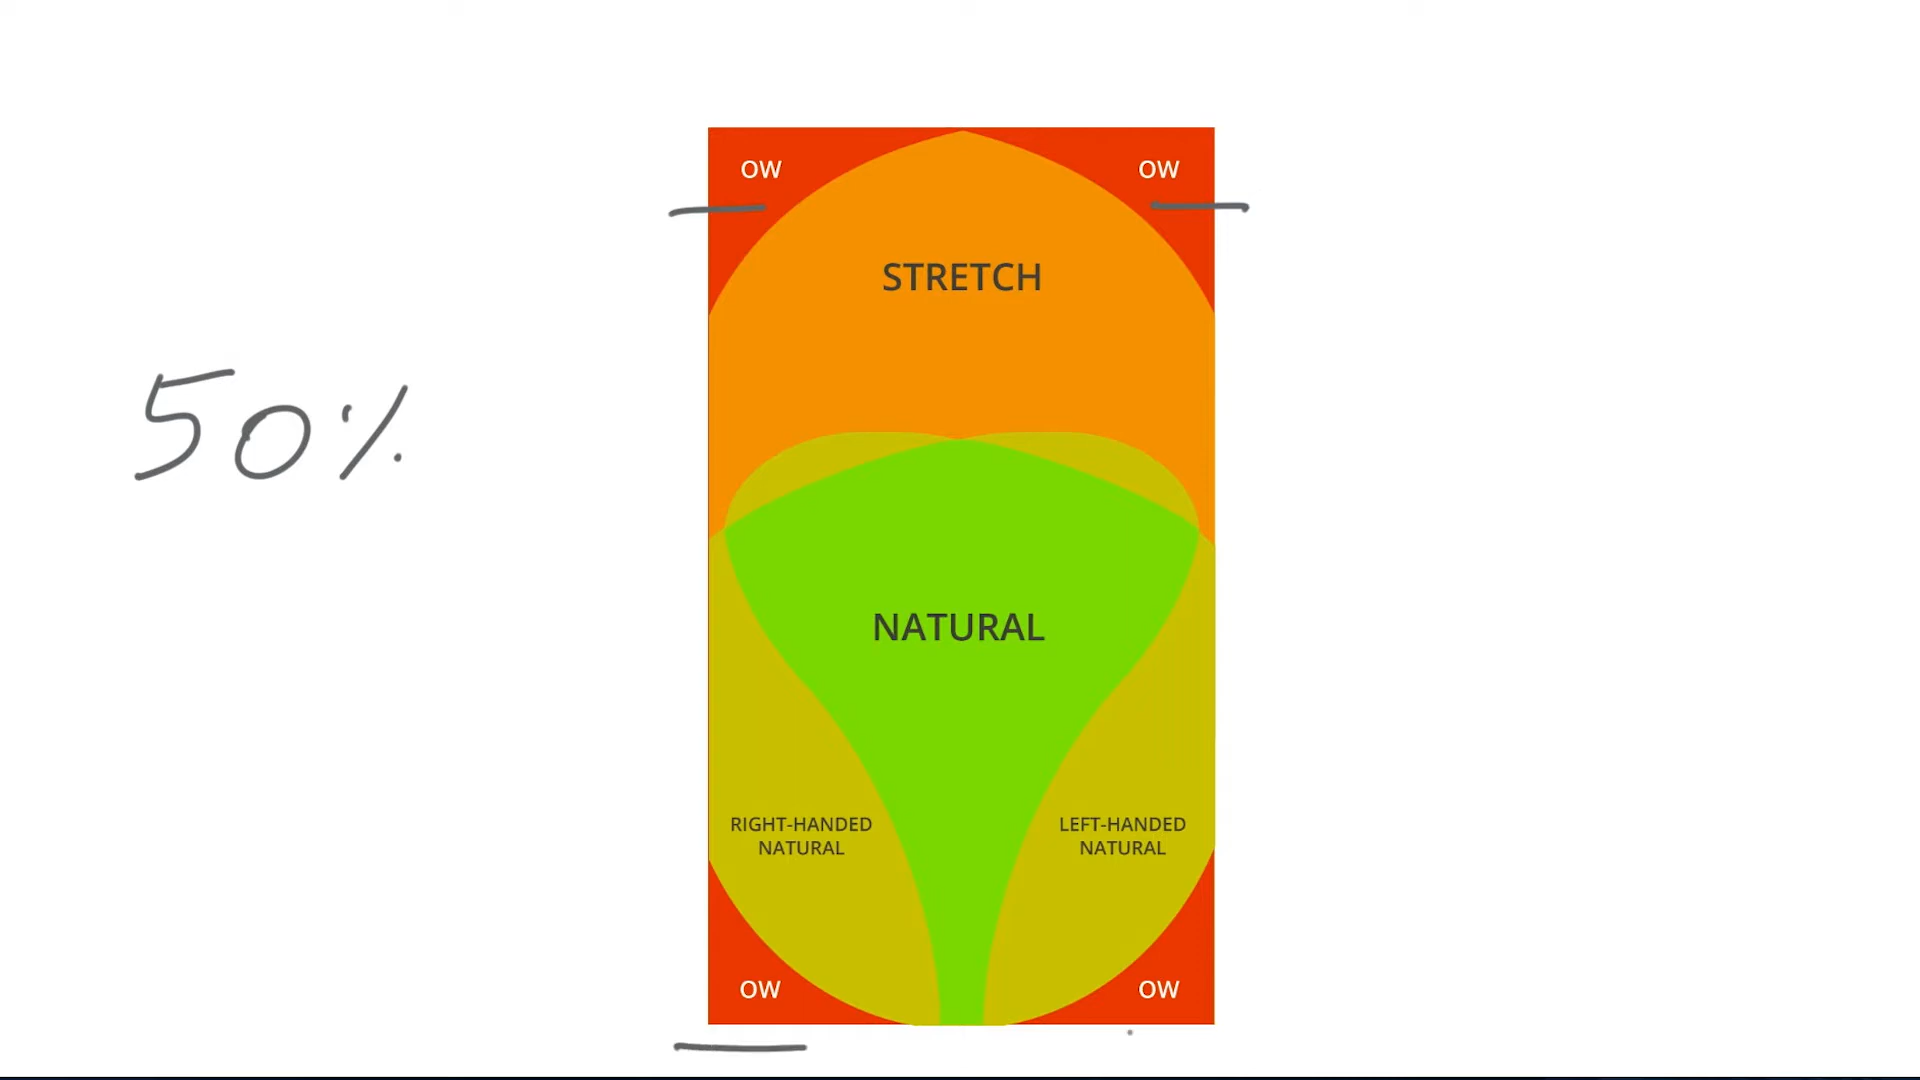 OW OW
STRETCH
50%
NATURAL
RIGHT-HANDED
NATURAL
LEFT-HANDED
NATURAL
OW OW